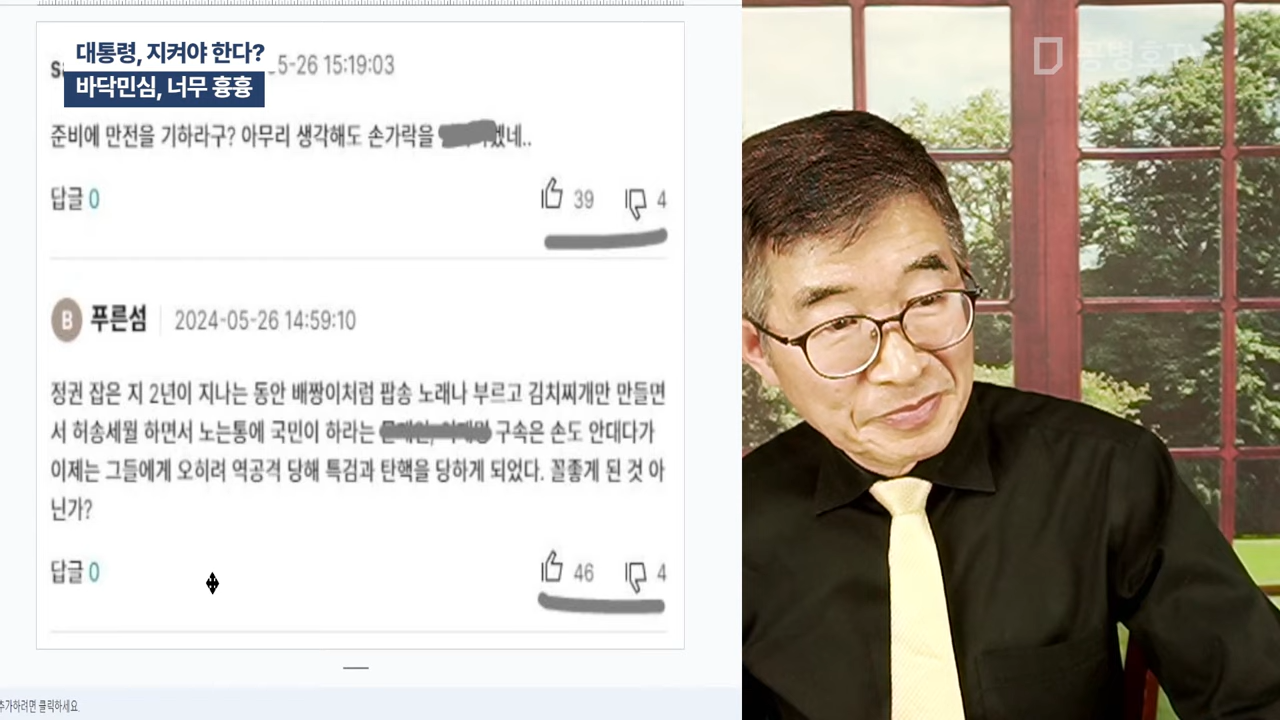 대통령, 지켜야 한다?
바닥민심, 너무 흉흉
5-26 15:19:03
준비에 만전을 기하라구? 아무리 생각해도 손가락을
답글 0
39
4
B 푸른섬 2024-05-26 14:59:10
정권 잡은 지 2년이 지나는 동안 배짱이처럼 팝송 노래나 부르고 김치찌개만 만들면
서 허송세월 하면서 노는통에 국민이 하라는 구속은 손도 안대다가
이제는 그들에게 오히려 역공격 당해 특검과 탄핵을 당하게 되었다. 꼴좋게 된 것 아
닌가?
답글 0
46
4
추가하려면 클릭하세요.
공병호TV